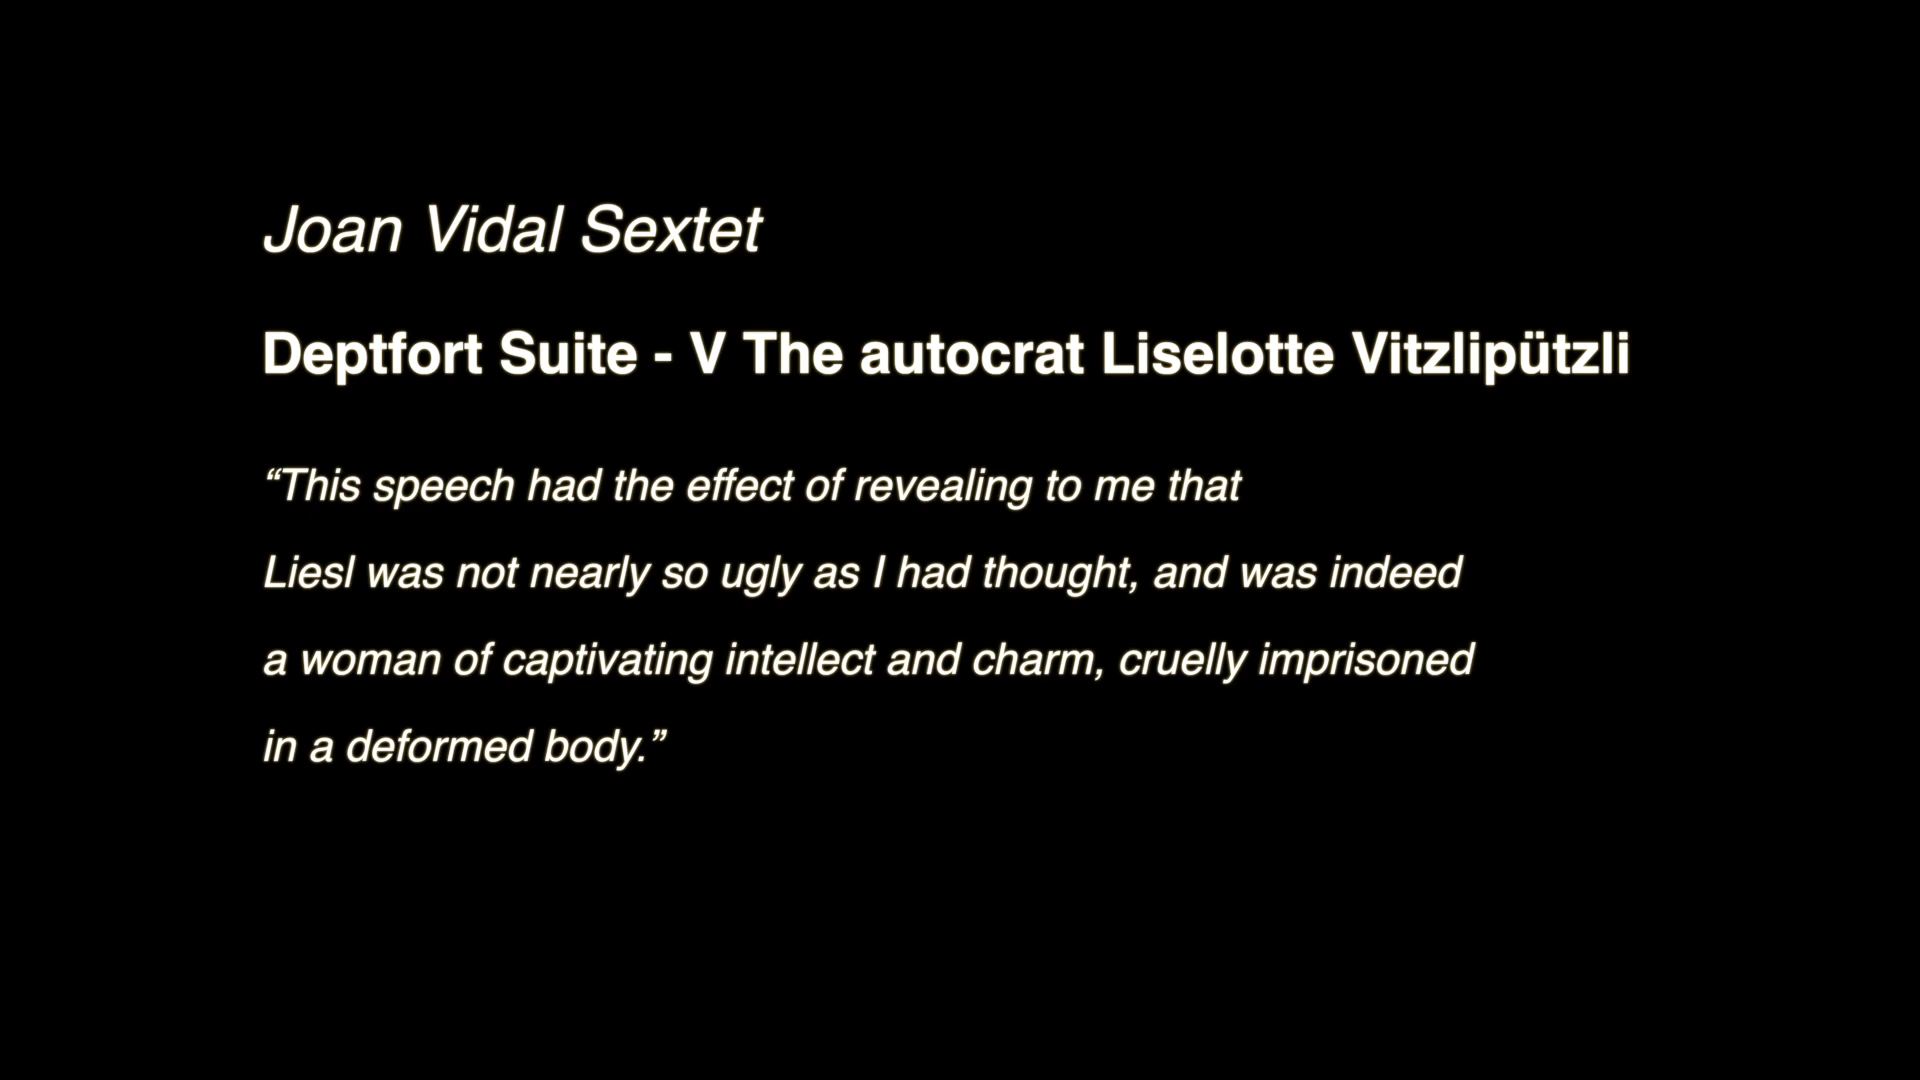 Joan Vidal Sextet
Deptfort Suite - V The autocrat Liselotte Vitzlipützli
“This speech had the effect of revealing to me that
Liesl was not nearly so ugly as I had thought, and was indeed
a woman of captivating intellect and charm, cruelly imprisoned
in a deformed body.”